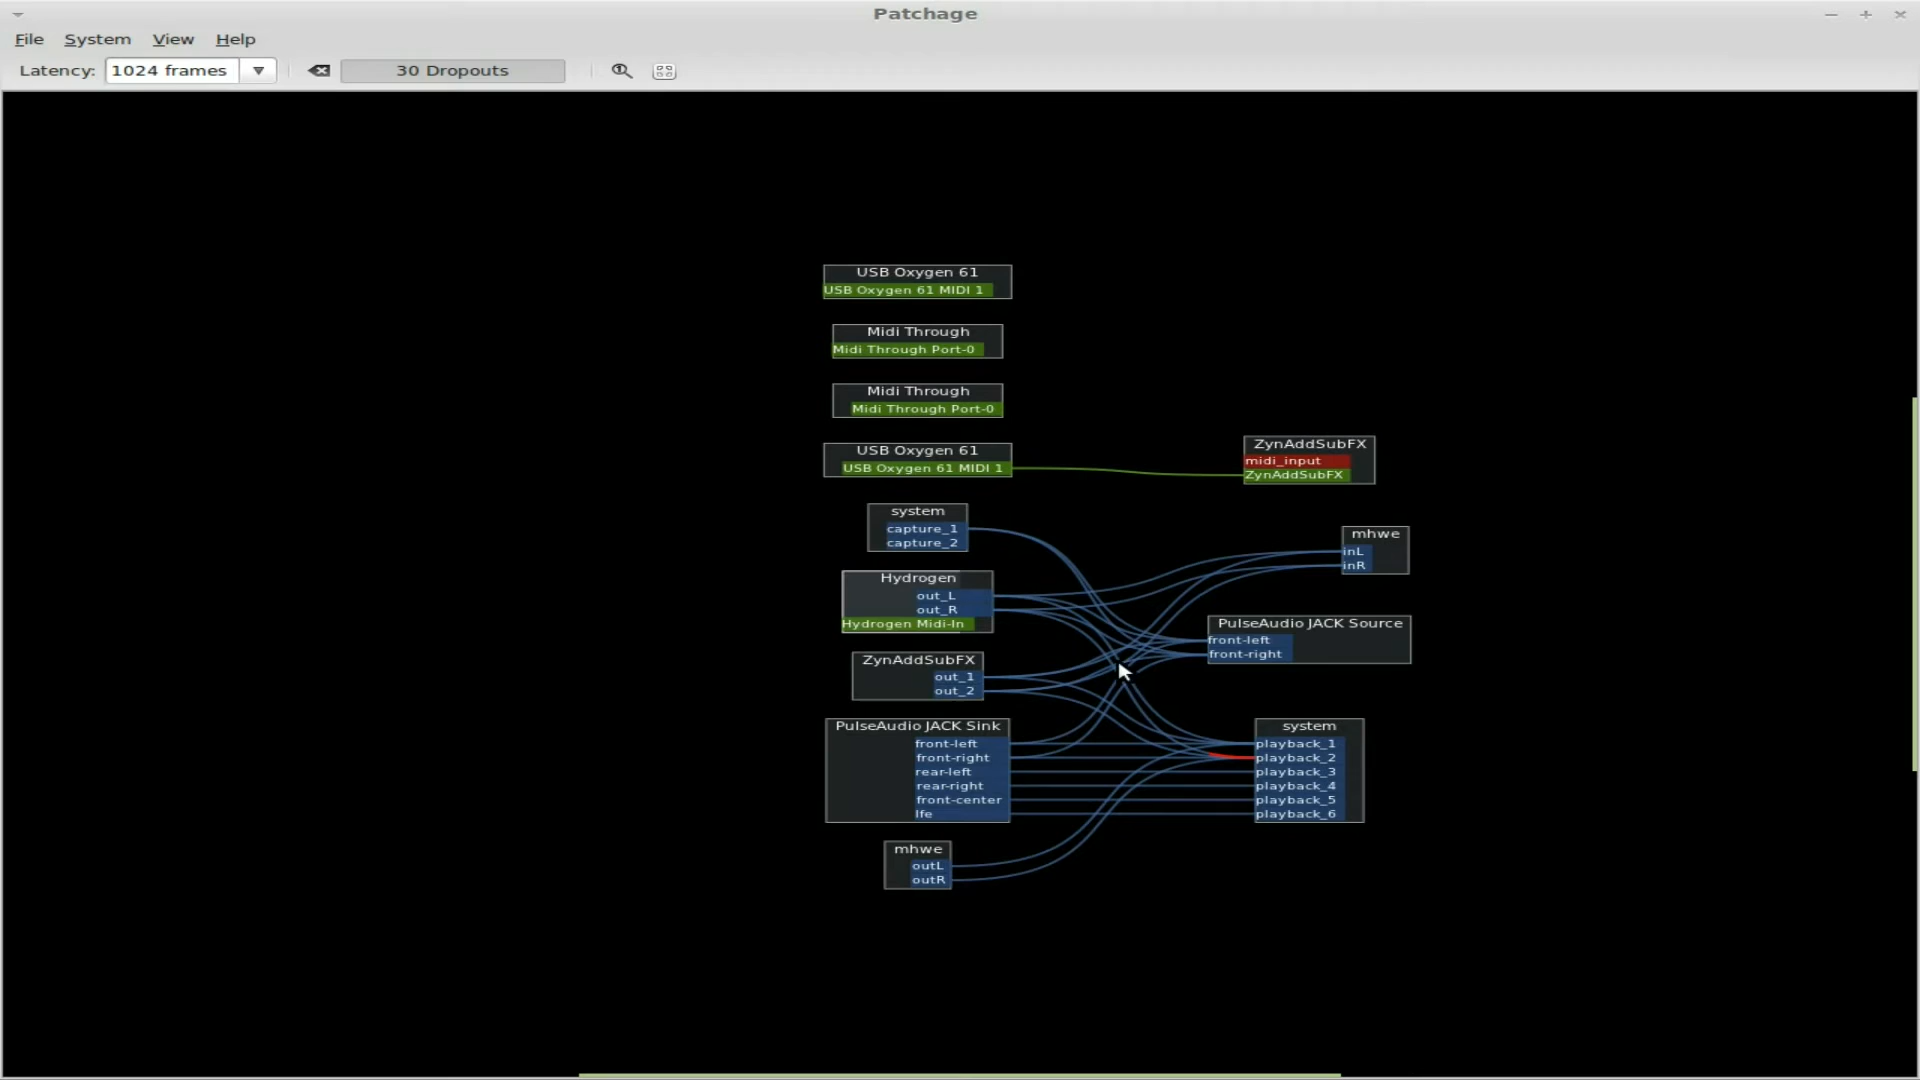 Patchage
File System View Help
Latency: 1024 frames 30 Dropouts
USB Oxygen 61
USB Oxygen 61 MIDI 1
Midi Through
Midi Through Port-0
Midi Through
Midi Through Port-0
USB Oxygen 61
USB Oxygen 61 MIDI 1
ZynAddSubFX
midi_input
ZynAddSubFX
system
capture_1
capture_2
mhwe
inL
inR
Hydrogen
out_L
out_R
Hydrogen Midi-In
PulseAudio JACK Source
front-left
front-right
ZynAddSubFX
out_1
out_2
PulseAudio JACK Sink
front-left
front-right
rear-left
rear-right
front-center
lfe
system
playback_1
playback_2
playback_3
playback_4
playback_5
playback_6
mhwe
outL
outR